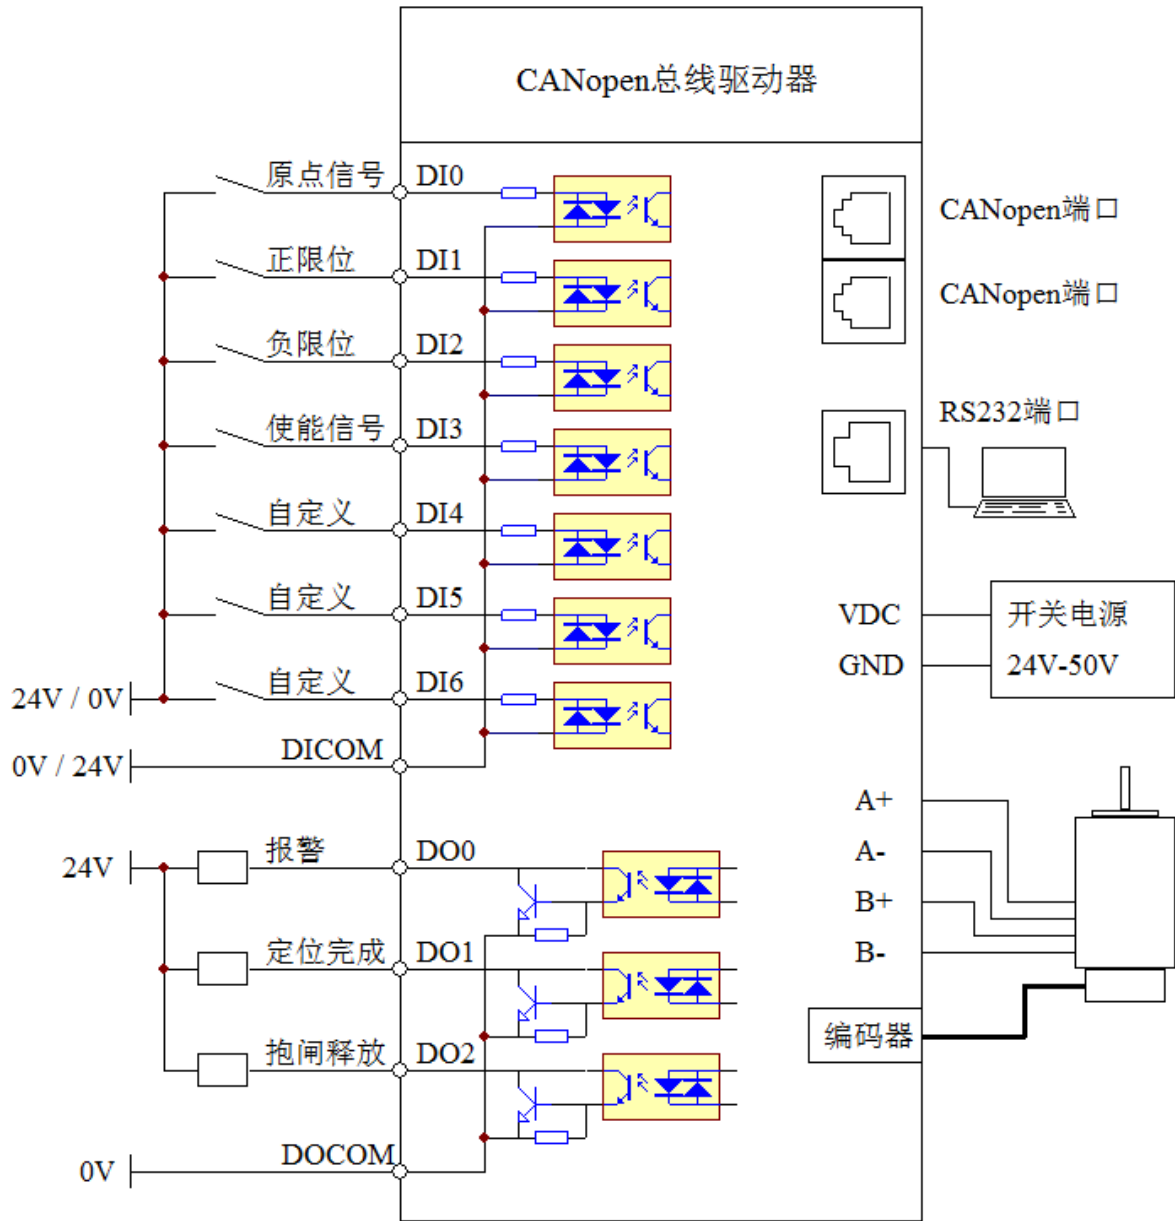 CANopen总线驱动器
原点信号 DI0
CANopen端口
正限位 DI1
CANopen端口
负限位 DI2
RS232端口
使能信号 DI3
自定义 DI4
自定义 DI5
VDC
开关电源
GND
24V-50V
自定义 DI6
24V / 0V
DICOM
0V / 24V
A+
报警 DO0
24V
A-
B+
定位完成 DO1
B-
编码器
抱闸释放 DO2
DOCOM
0V